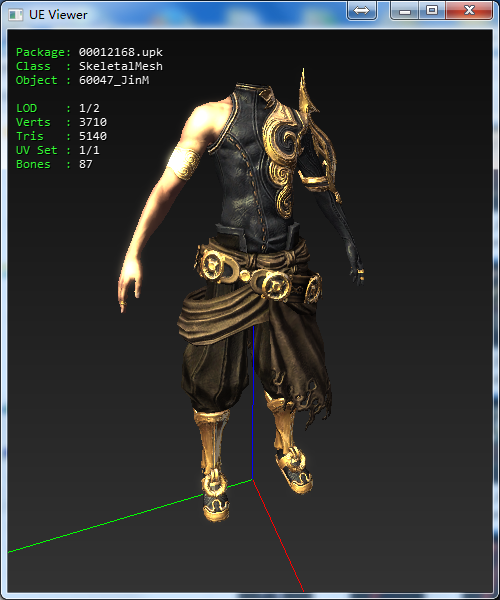 UE Viewer
Package: 00012168.upk
Class : SkeletalMesh
Object : 60047_JinM
LOD : 1/2
Verts : 3710
Tris : 5140
UV Set : 1/1
Bones : 87